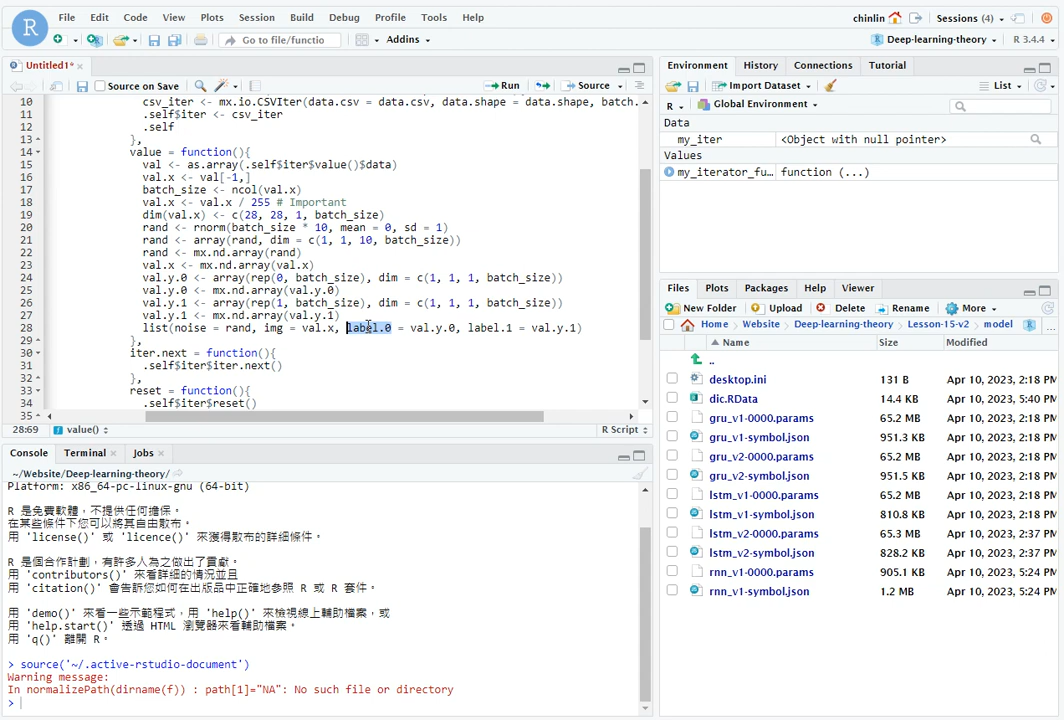 File Edit Code View Plots Session Build Debug Profile Tools Help
chinlin Sessions (4)
Go to file/functio Addins Deep-learning-theory R 3.4.4
Untitled1*
Source on Save Run Source
10 csv_iter <- mx.io.CSVIter(data.csv = data.csv, data.shape = data.shape, batch.
11 .self$iter <- csv_iter
12 .self
13 },
14 value = function(){
15 val <- as.array(.self$iter$value()$data)
16 val.x <- val[-1,]
17 batch_size <- ncol(val.x)
18 val.x <- val.x / 255 # Important
19 dim(val.x) <- c(28, 28, 1, batch_size)
20 rand <- rnorm(batch_size * 10, mean = 0, sd = 1)
21 rand <- array(rand, dim = c(1, 1, 10, batch_size))
22 rand <- mx.nd.array(rand)
23 val.x <- mx.nd.array(val.x)
24 val.y.0 <- array(rep(0, batch_size), dim = c(1, 1, 1, batch_size))
25 val.y.0 <- mx.nd.array(val.y.0)
26 val.y.1 <- array(rep(1, batch_size), dim = c(1, 1, 1, batch_size))
27 val.y.1 <- mx.nd.array(val.y.1)
28 list(noise = rand, img = val.x, label.0 = val.y.0, label.1 = val.y.1)
29 },
30 iter.next = function(){
31 .self$iter$iter.next()
32 },
33 reset = function(){
34 .self$iter$reset()
35
28:69 value() R Script
Console Terminal Jobs
~/Website/Deep-learning-theory/
Platform: x86_64-pc-linux-gnu (64-bit)
R 是免費軟體，不提供任何擔保。
在某些條件下您可以將其自由散布。
用 'license()' 或 'licence()' 來獲得散布的詳細條件。
R 是個合作計劃，有許多人為之做出了貢獻。
用 'contributors()' 來看詳細的情況並且
用 'citation()' 會告訴您如何在出版品中正確地參照 R 或 R 套件。
用 'demo()' 來看一些示範程式，用 'help()' 來檢視線上輔助檔案，或
用 'help.start()' 透過 HTML 瀏覽器來看輔助檔案。
用 'q()' 離開 R。
> source('~/.active-rstudio-document')
Warning message:
In normalizePath(dirname(f)) : path[1]="NA": No such file or directory
>
Environment History Connections Tutorial
Import Dataset List
R Global Environment
Data
my_iter <Object with null pointer>
Values
my_iterator_fu… function (...)
Files Plots Packages Help Viewer
New Folder Upload Delete Rename More
Home Website Deep-learning-theory Lesson-15-v2 model ...
Name Size Modified
..
desktop.ini 131 B Apr 10, 2023, 2:18 PM
dic.RData 14.4 KB Apr 10, 2023, 5:40 PM
gru_v1-0000.params 65.2 MB Apr 10, 2023, 2:18 PM
gru_v1-symbol.json 951.3 KB Apr 10, 2023, 2:18 PM
gru_v2-0000.params 65.2 MB Apr 10, 2023, 2:18 PM
gru_v2-symbol.json 951.5 KB Apr 10, 2023, 2:18 PM
lstm_v1-0000.params 65.2 MB Apr 10, 2023, 2:18 PM
lstm_v1-symbol.json 810.8 KB Apr 10, 2023, 2:18 PM
lstm_v2-0000.params 65.3 MB Apr 10, 2023, 2:37 PM
lstm_v2-symbol.json 828.2 KB Apr 10, 2023, 2:37 PM
rnn_v1-0000.params 905.1 KB Apr 10, 2023, 5:24 PM
rnn_v1-symbol.json 1.2 MB Apr 10, 2023, 5:24 PM